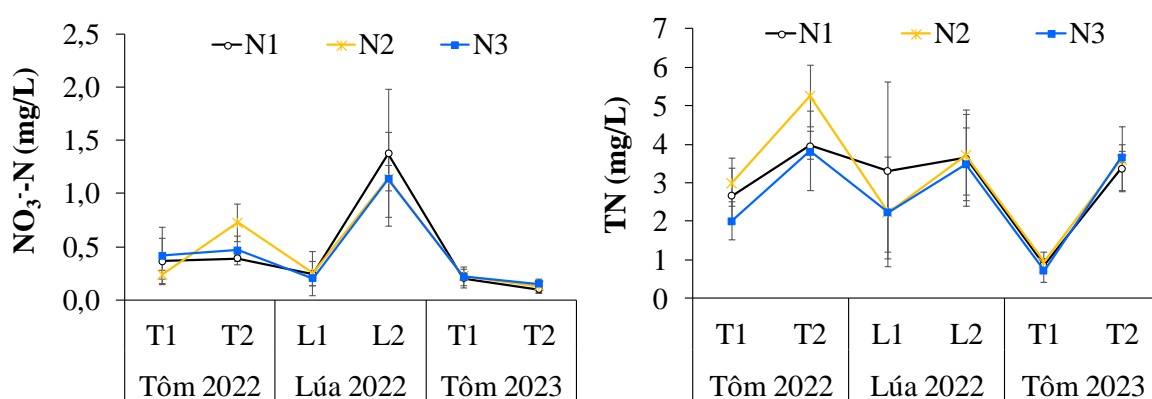 NO₃⁻-N (mg/L)
2,5
2,0
1,5
1,0
0,5
0,0
N1 N2 N3
T1 T2 L1 L2 T1 T2
Tôm 2022 Lúa 2022 Tôm 2023
TN (mg/L)
7
6
5
4
3
2
1
0
N1 N2 N3
T1 T2 L1 L2 T1 T2
Tôm 2022 Lúa 2022 Tôm 2023